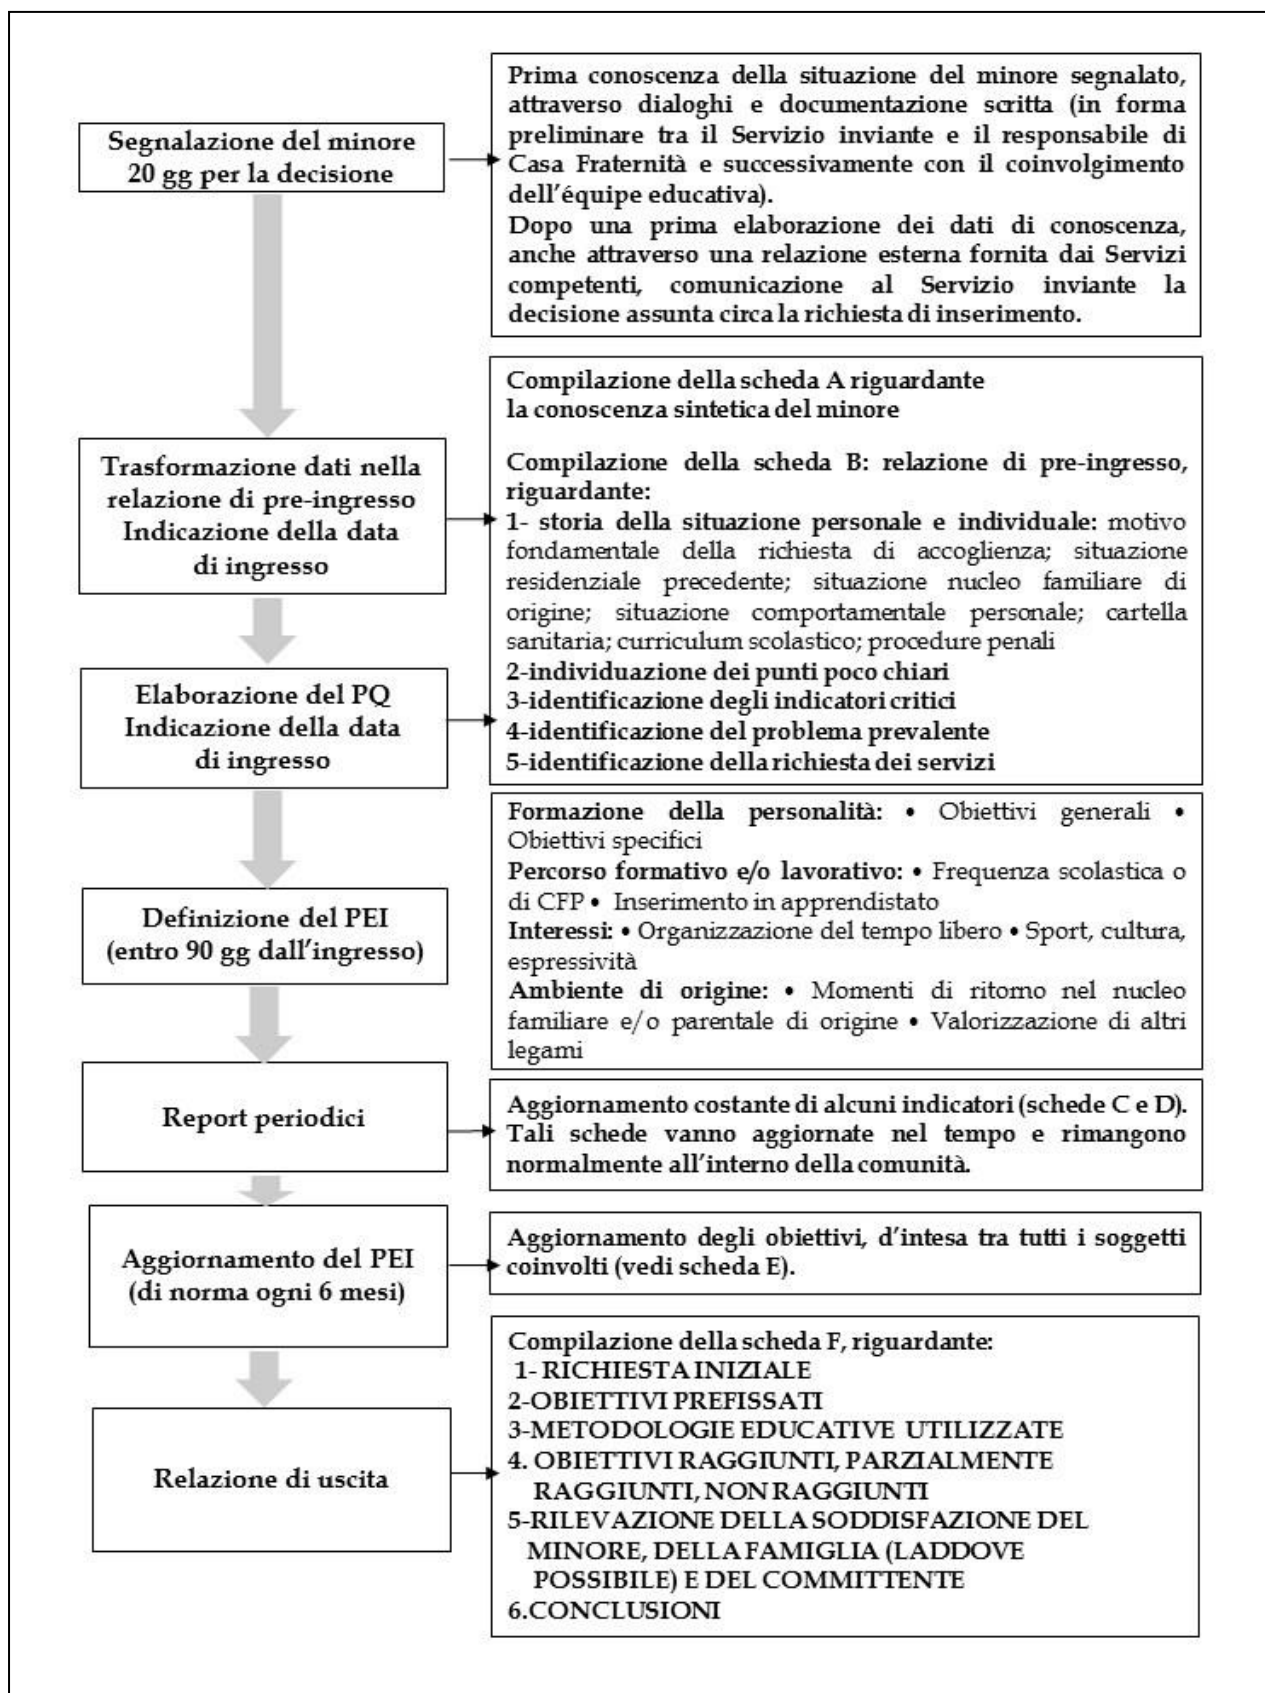 Segnalazione del minore
20 gg per la decisione
Prima conoscenza della situazione del minore segnalato,
attraverso dialoghi e documentazione scritta (in forma
preliminare tra il Servizio inviante e il responsabile di
Casa Fraternità e successivamente con il coinvolgimento
dell'équipe educativa).
Dopo una prima elaborazione dei dati di conoscenza,
anche attraverso una relazione esterna fornita dai Servizi
competenti, comunicazione al Servizio inviante la
decisione assunta circa la richiesta di inserimento.
Trasformazione dati nella
relazione di pre-ingresso
Indicazione della data
di ingresso
Compilazione della scheda A riguardante
la conoscenza sintetica del minore
Compilazione della scheda B: relazione di pre-ingresso,
riguardante:
1- storia della situazione personale e individuale: motivo
fondamentale della richiesta di accoglienza; situazione
residenziale precedente; situazione nucleo familiare di
origine; situazione comportamentale personale; cartella
sanitaria; curriculum scolastico; procedure penali
2-individuazione dei punti poco chiari
3-identificazione degli indicatori critici
4-identificazione del problema prevalente
5-identificazione della richiesta dei servizi
Elaborazione del PQ
Indicazione della data
di ingresso
Definizione del PEI
(entro 90 gg dall'ingresso)
Formazione della personalità: • Obiettivi generali •
Obiettivi specifici
Percorso formativo e/o lavorativo: • Frequenza scolastica o
di CFP • Inserimento in apprendistato
Interessi: • Organizzazione del tempo libero • Sport, cultura,
espressività
Ambiente di origine: • Momenti di ritorno nel nucleo
familiare e/o parentale di origine • Valorizzazione di altri
legami
Report periodici
Aggiornamento costante di alcuni indicatori (schede C e D).
Tali schede vanno aggiornate nel tempo e rimangono
normalmente all'interno della comunità.
Aggiornamento del PEI
(di norma ogni 6 mesi)
Aggiornamento degli obiettivi, d'intesa tra tutti i soggetti
coinvolti (vedi scheda E).
Relazione di uscita
Compilazione della scheda F, riguardante:
1- RICHIESTA INIZIALE
2-OBIETTIVI PREFISSATI
3-METODOLOGIE EDUCATIVE UTILIZZATE
4. OBIETTIVI RAGGIUNTI, PARZIALMENTE
RAGGIUNTI, NON RAGGIUNTI
5-RILEVAZIONE DELLA SODDISFAZIONE DEL
MINORE, DELLA FAMIGLIA (LADDOVE
POSSIBILE) E DEL COMMITTENTE
6.CONCLUSIONI